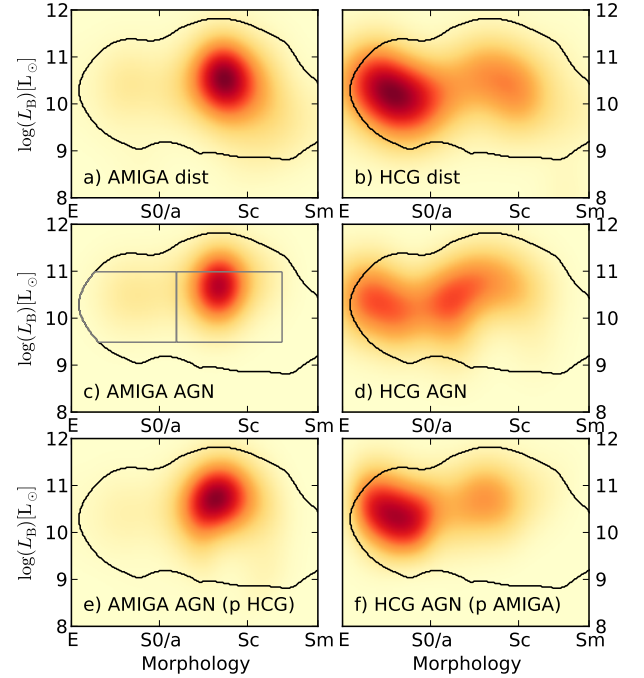 12
12
11
11
10
10
9
9
8
8
log(L_B)[L_⊙]
a) AMIGA dist
b) HCG dist
E S0/a Sc Sm
E S0/a Sc Sm
12
12
11
11
10
10
9
9
8
8
log(L_B)[L_⊙]
c) AMIGA AGN
d) HCG AGN
E S0/a Sc Sm
E S0/a Sc Sm
12
12
11
11
10
10
9
9
8
8
log(L_B)[L_⊙]
e) AMIGA AGN (p HCG)
f) HCG AGN (p AMIGA)
E S0/a Sc Sm
E S0/a Sc Sm
Morphology
Morphology